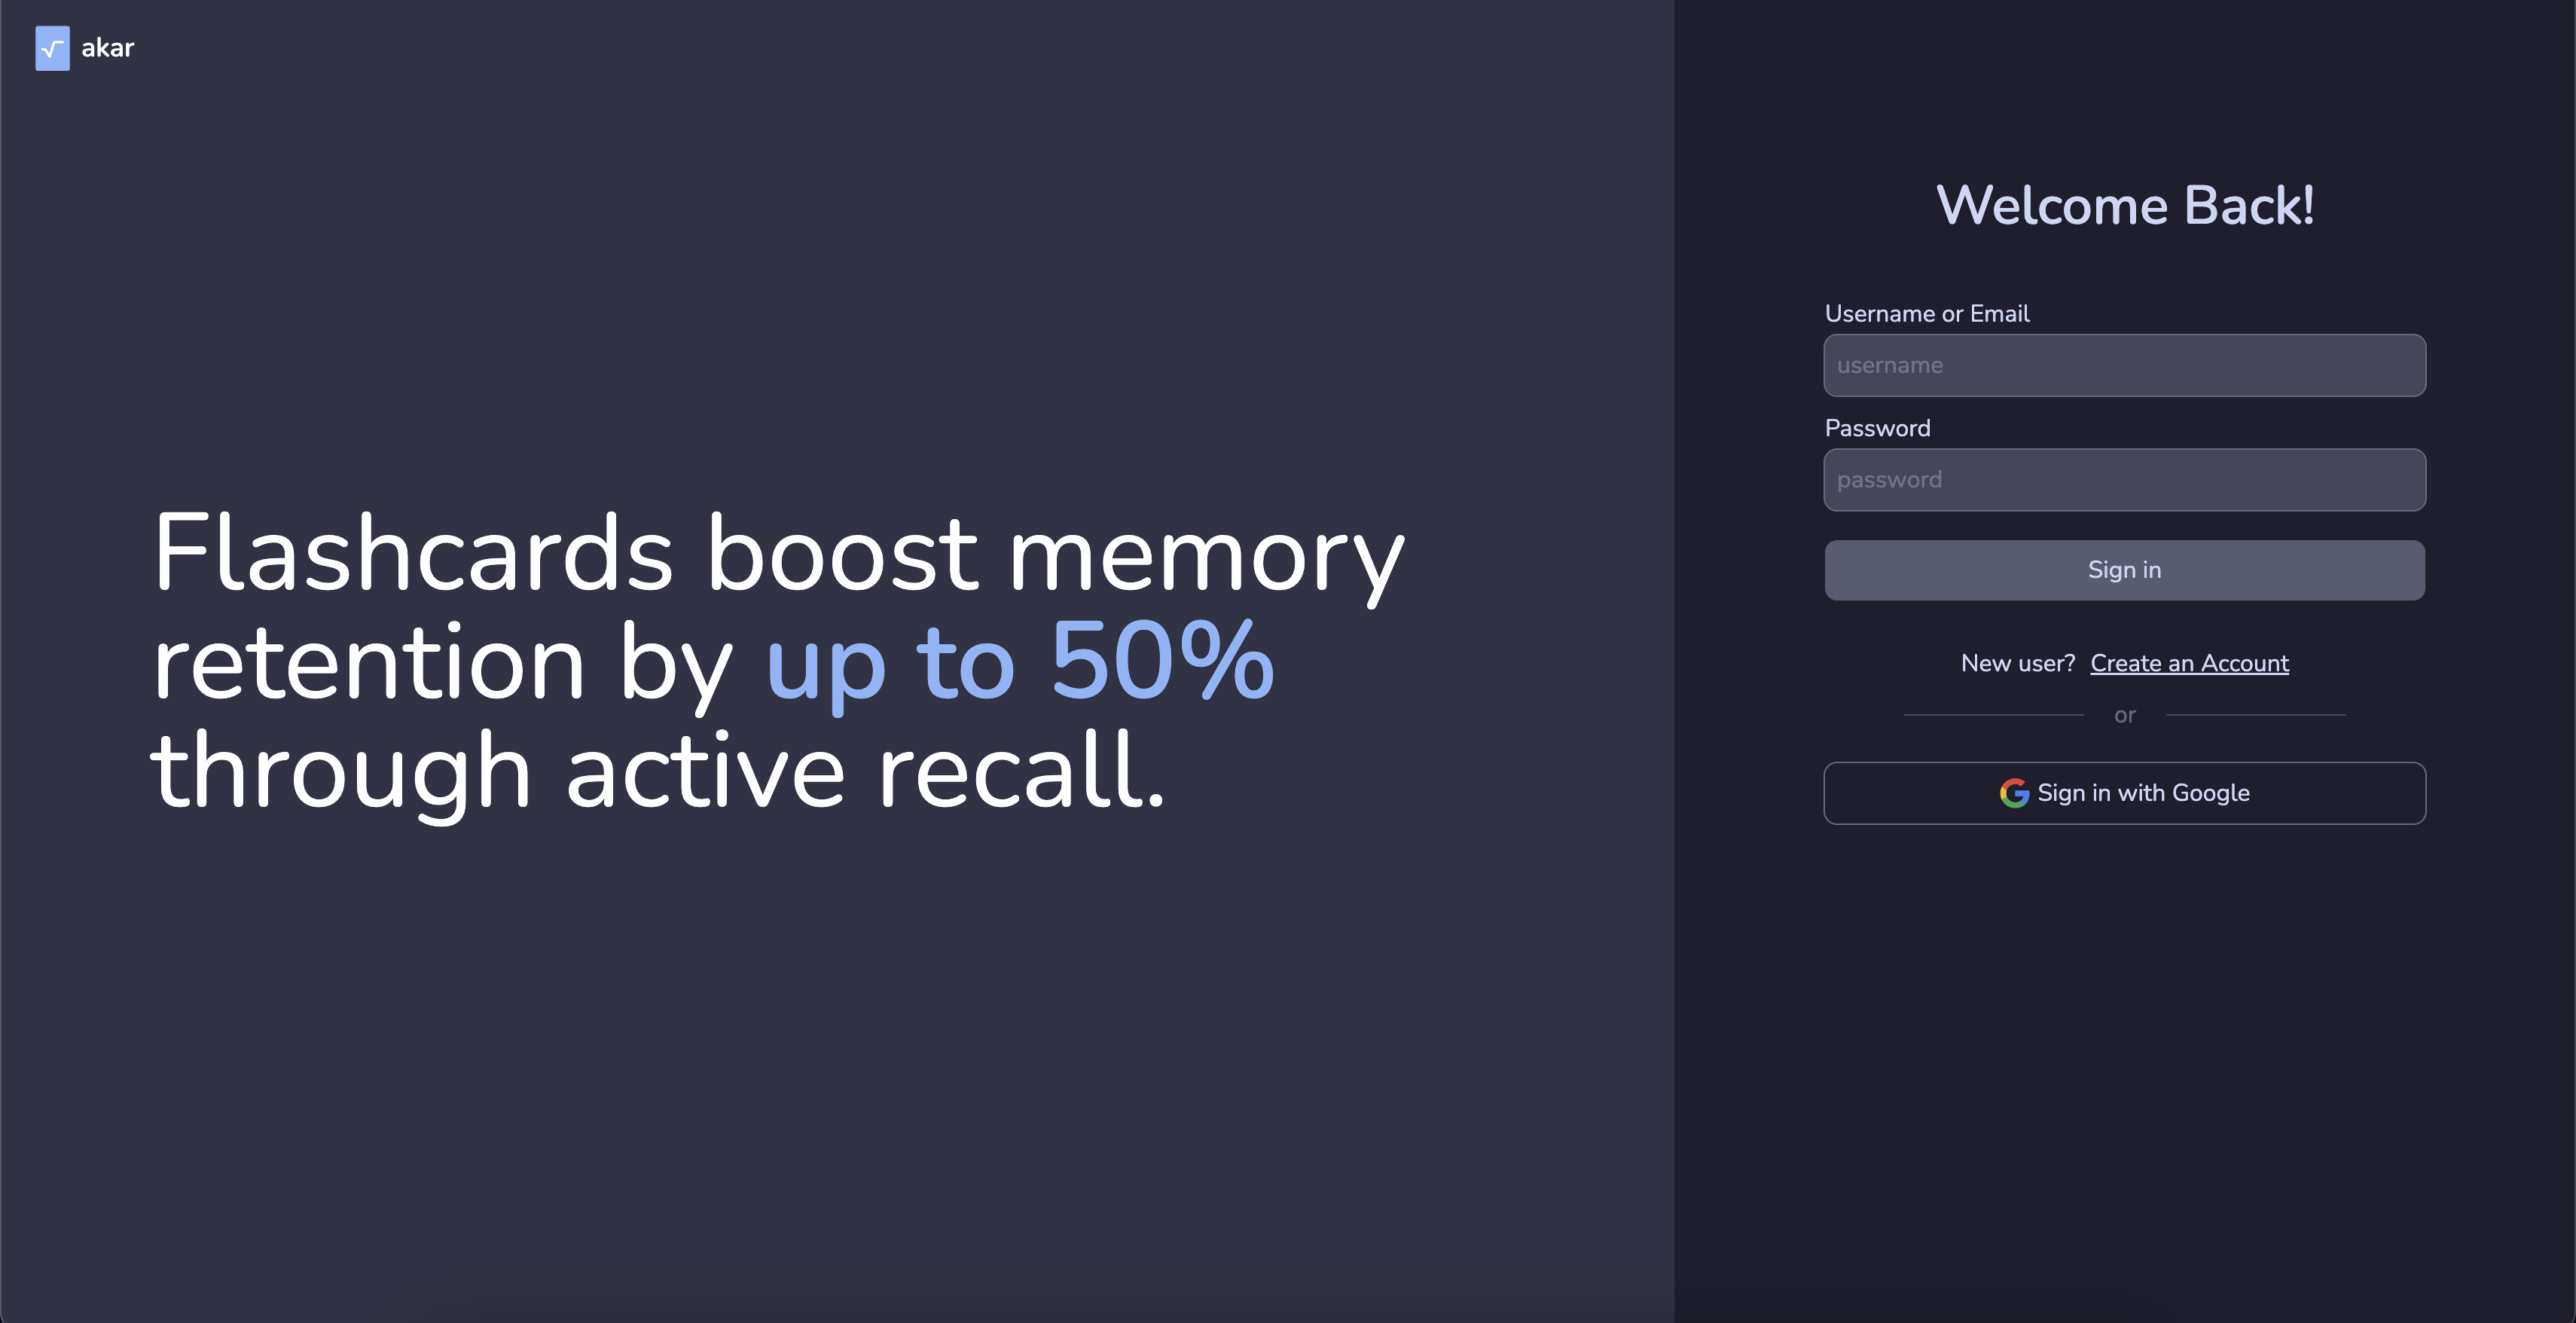 akar
Flashcards boost memory
retention by up to 50%
through active recall.
Welcome Back!
Username or Email
username
Password
password
Sign in
New user? Create an Account
or
Sign in with Google